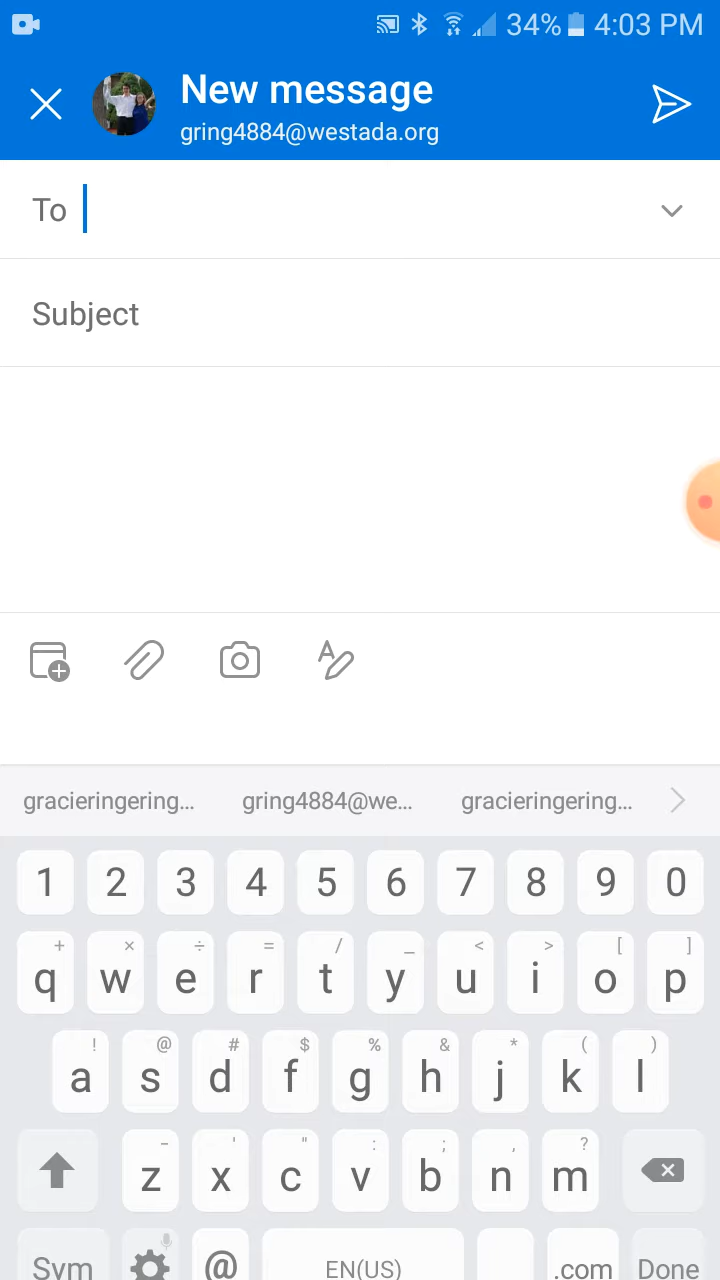 34% 4:03 PM
New message
gring4884@westada.org
To
Subject
gracieringering... gring4884@we... gracieringering...
1 2 3 4 5 6 7 8 9 0
+ × ÷ = / _ < > [ ]
q w e r t y u i o p
! @ # $ % & * ( )
a s d f g h j k l
- ' " : ; , ?
z x c v b n m
Sym @ EN(US) .com Done